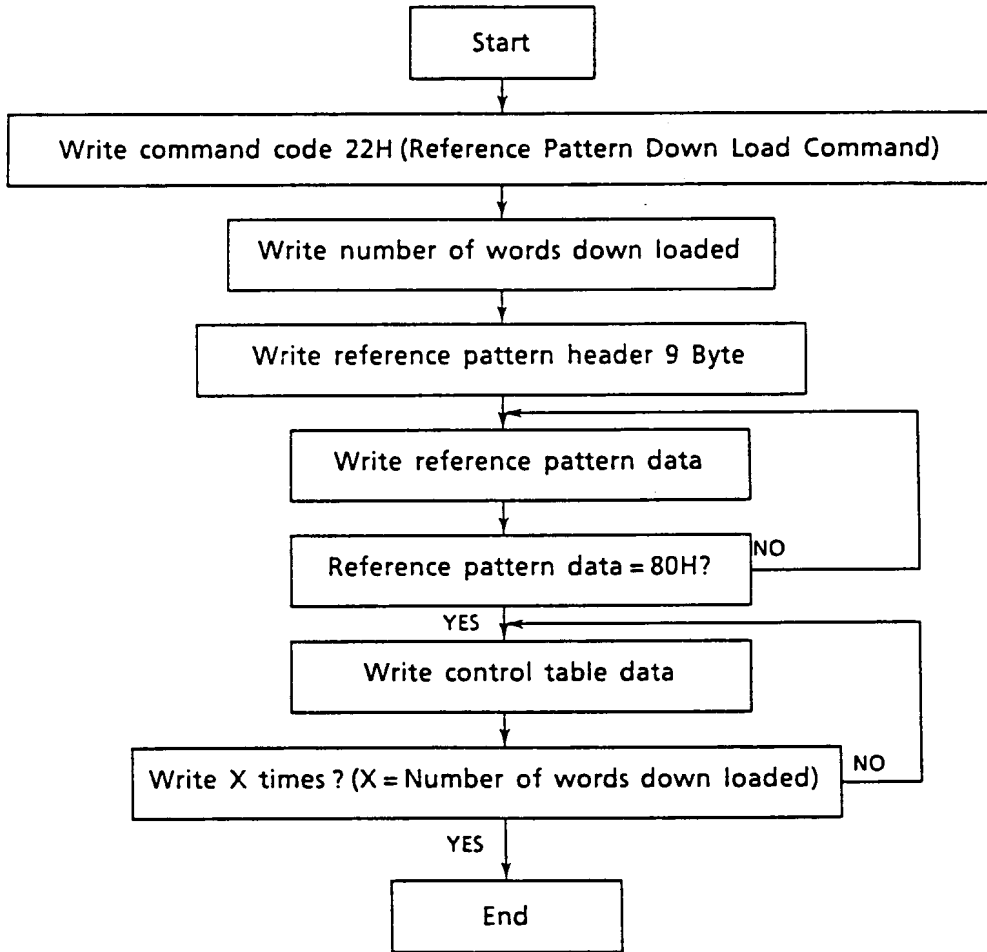 Start
Write command code 22H (Reference Pattern Down Load Command)
Write number of words down loaded
Write reference pattern header 9 Byte
Write reference pattern data
Reference pattern data = 80H?
NO
YES
Write control table data
Write X times ? (X = Number of words down loaded)
NO
YES
End